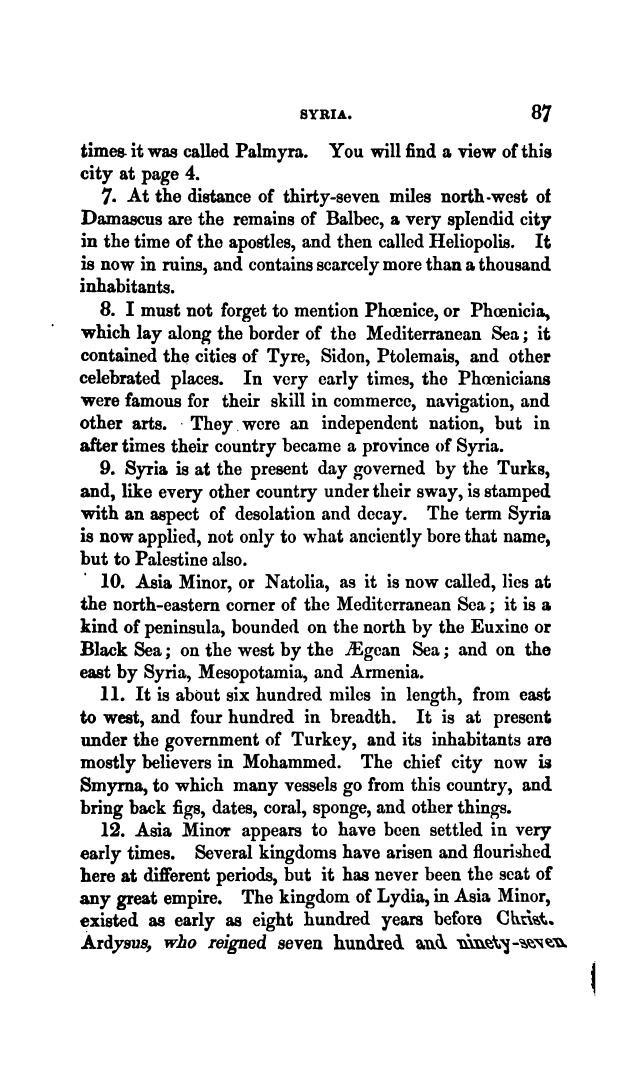 SYRIA. 87
times it was called Palmyra. You will find a view of this
city at page 4.
7. At the distance of thirty-seven miles north-west of
Damascus are the remains of Balbec, a very splendid city
in the time of the apostles, and then called Heliopolis. It
is now in ruins, and contains scarcely more than a thousand
inhabitants.
8. I must not forget to mention Phœnice, or Phœnicia,
which lay along the border of the Mediterranean Sea; it
contained the cities of Tyre, Sidon, Ptolemais, and other
celebrated places. In very early times, the Phœnicians
were famous for their skill in commerce, navigation, and
other arts. They were an independent nation, but in
after times their country became a province of Syria.
9. Syria is at the present day governed by the Turks,
and, like every other country under their sway, is stamped
with an aspect of desolation and decay. The term Syria
is now applied, not only to what anciently bore that name,
but to Palestine also.
10. Asia Minor, or Natolia, as it is now called, lies at
the north-eastern corner of the Mediterranean Sea; it is a
kind of peninsula, bounded on the north by the Euxine or
Black Sea; on the west by the Ægean Sea; and on the
east by Syria, Mesopotamia, and Armenia.
11. It is about six hundred miles in length, from east
to west, and four hundred in breadth. It is at present
under the government of Turkey, and its inhabitants are
mostly believers in Mohammed. The chief city now is
Smyrna, to which many vessels go from this country, and
bring back figs, dates, coral, sponge, and other things.
12. Asia Minor appears to have been settled in very
early times. Several kingdoms have arisen and flourished
here at different periods, but it has never been the seat of
any great empire. The kingdom of Lydia, in Asia Minor,
existed as early as eight hundred years before Christ.
Ardysus, who reigned seven hundred and ninety-seven